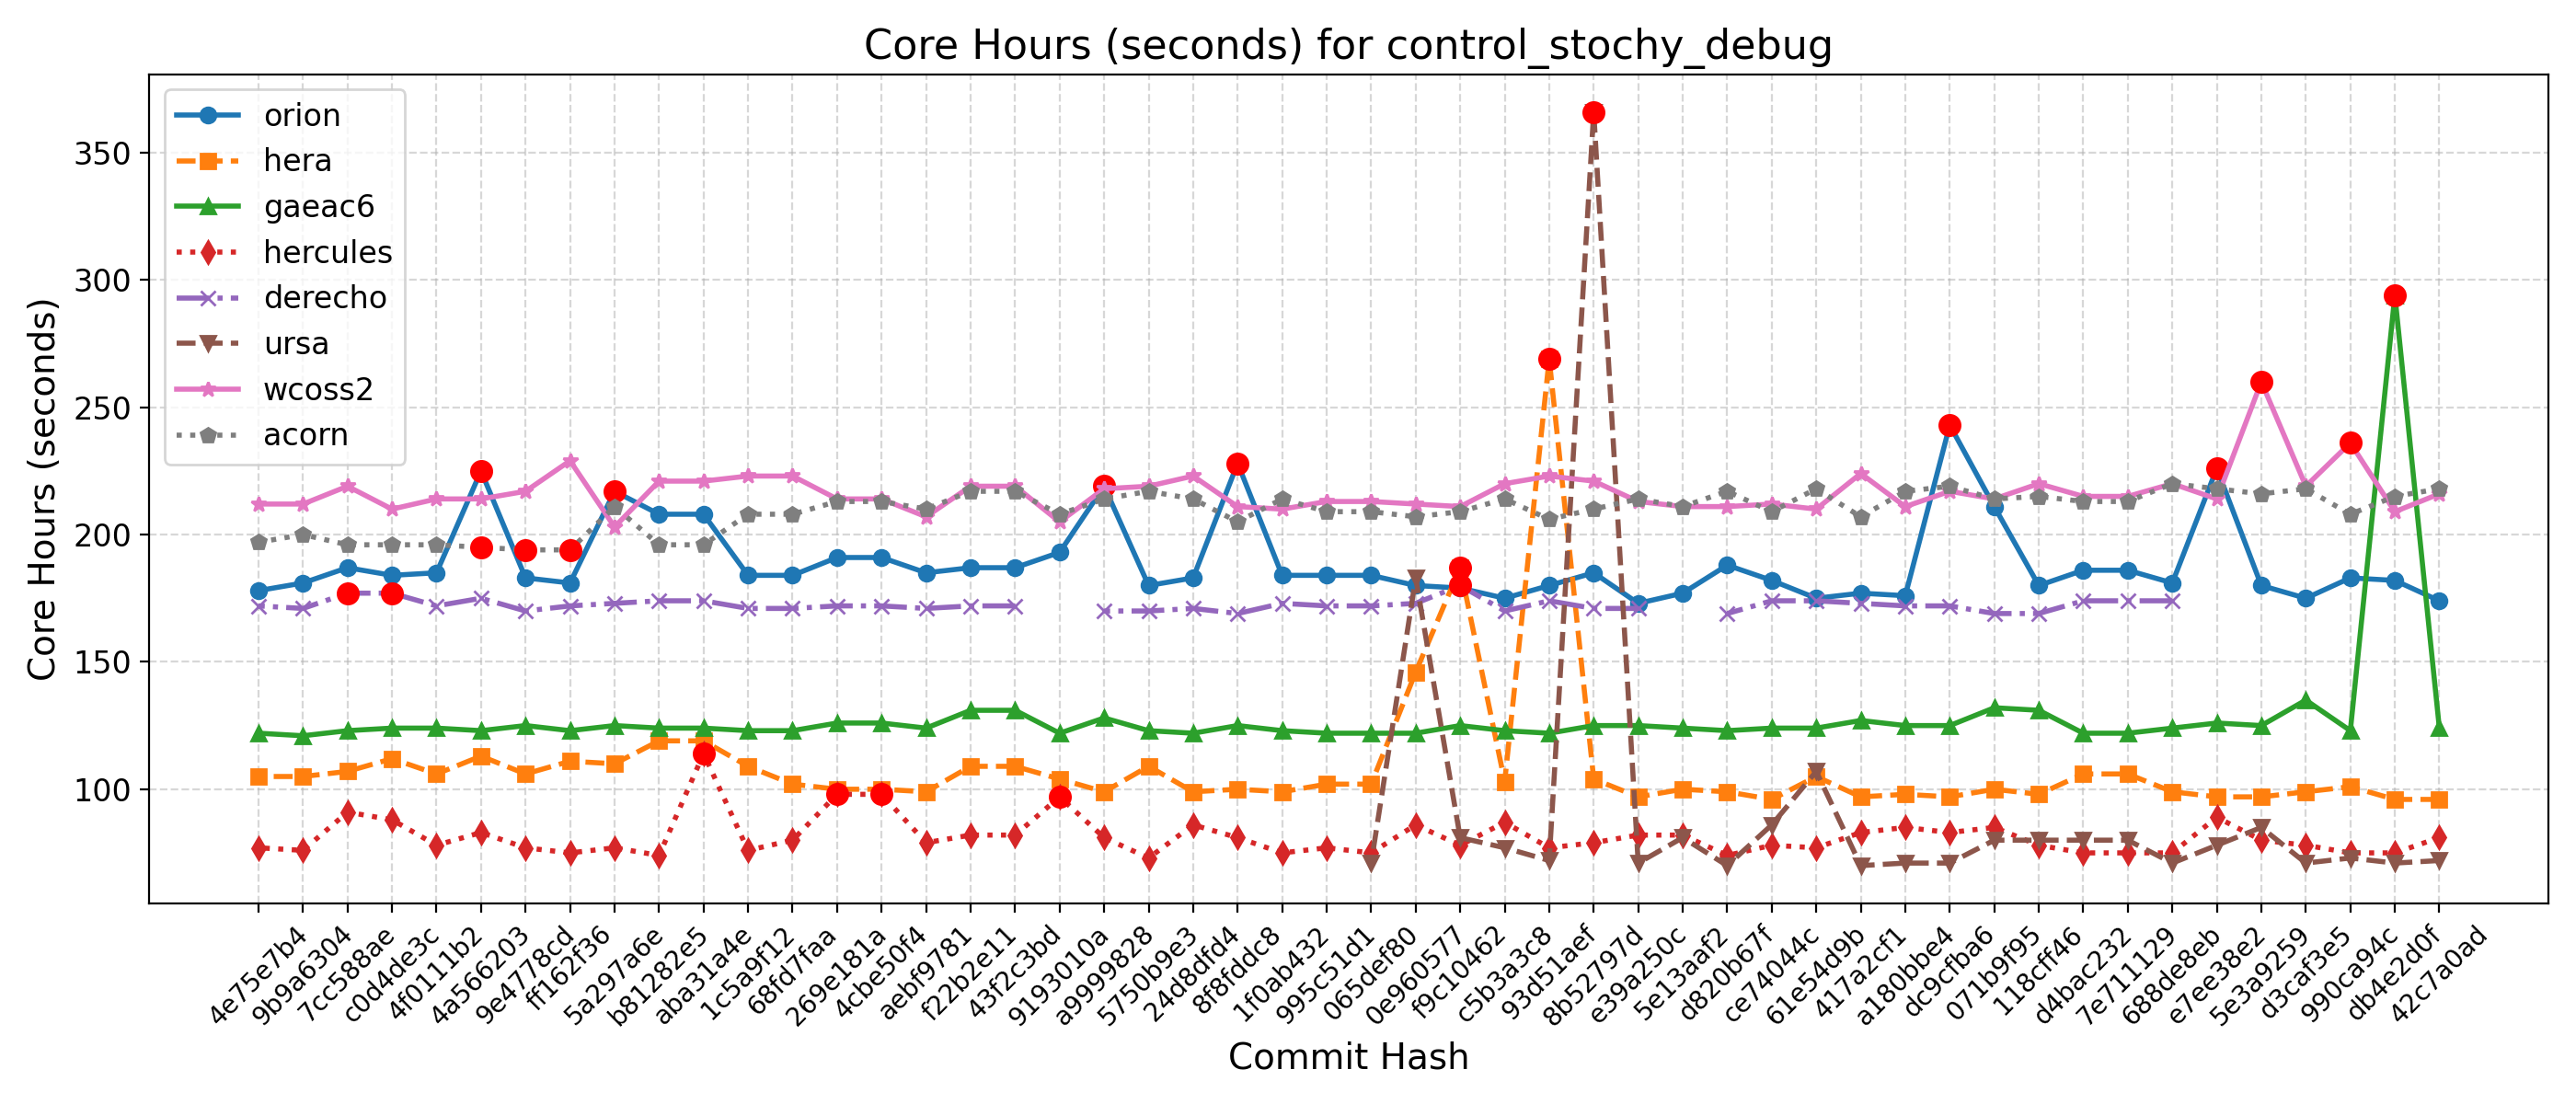 Core Hours (seconds) for control_stochy_debug
Core Hours (seconds)
350
300
250
200
150
100
orion
hera
gaeac6
hercules
derecho
ursa
wcoss2
acorn
4e75e7b4
9b9a6304
7cc588ae
c0d4de3c
4f0111b2
4a566203
9e4778cd
ff162f36
5a297a6e
b81282e5
aba31a4e
1c5a9f12
68fd7faa
269e181a
4cbe50f4
aebf9781
f22b2e11
43f2c3bd
9193010a
a9999828
5750b9e3
24d8dfd4
8f8fddc8
1f0ab432
995c51d1
065def80
0e960577
f9c10462
c5b3a3c8
93d51aef
8b52797d
e39a250c
5e13aaf2
d820b67f
ce74044c
61e54d9b
417a2cf1
a180bbe4
dc9cfba6
071b9f95
118cff46
d4bac232
7e711129
688de8eb
e7ee38e2
5e3a9259
d3caf3e5
990ca94c
db4e2d0f
42c7a0ad
Commit Hash